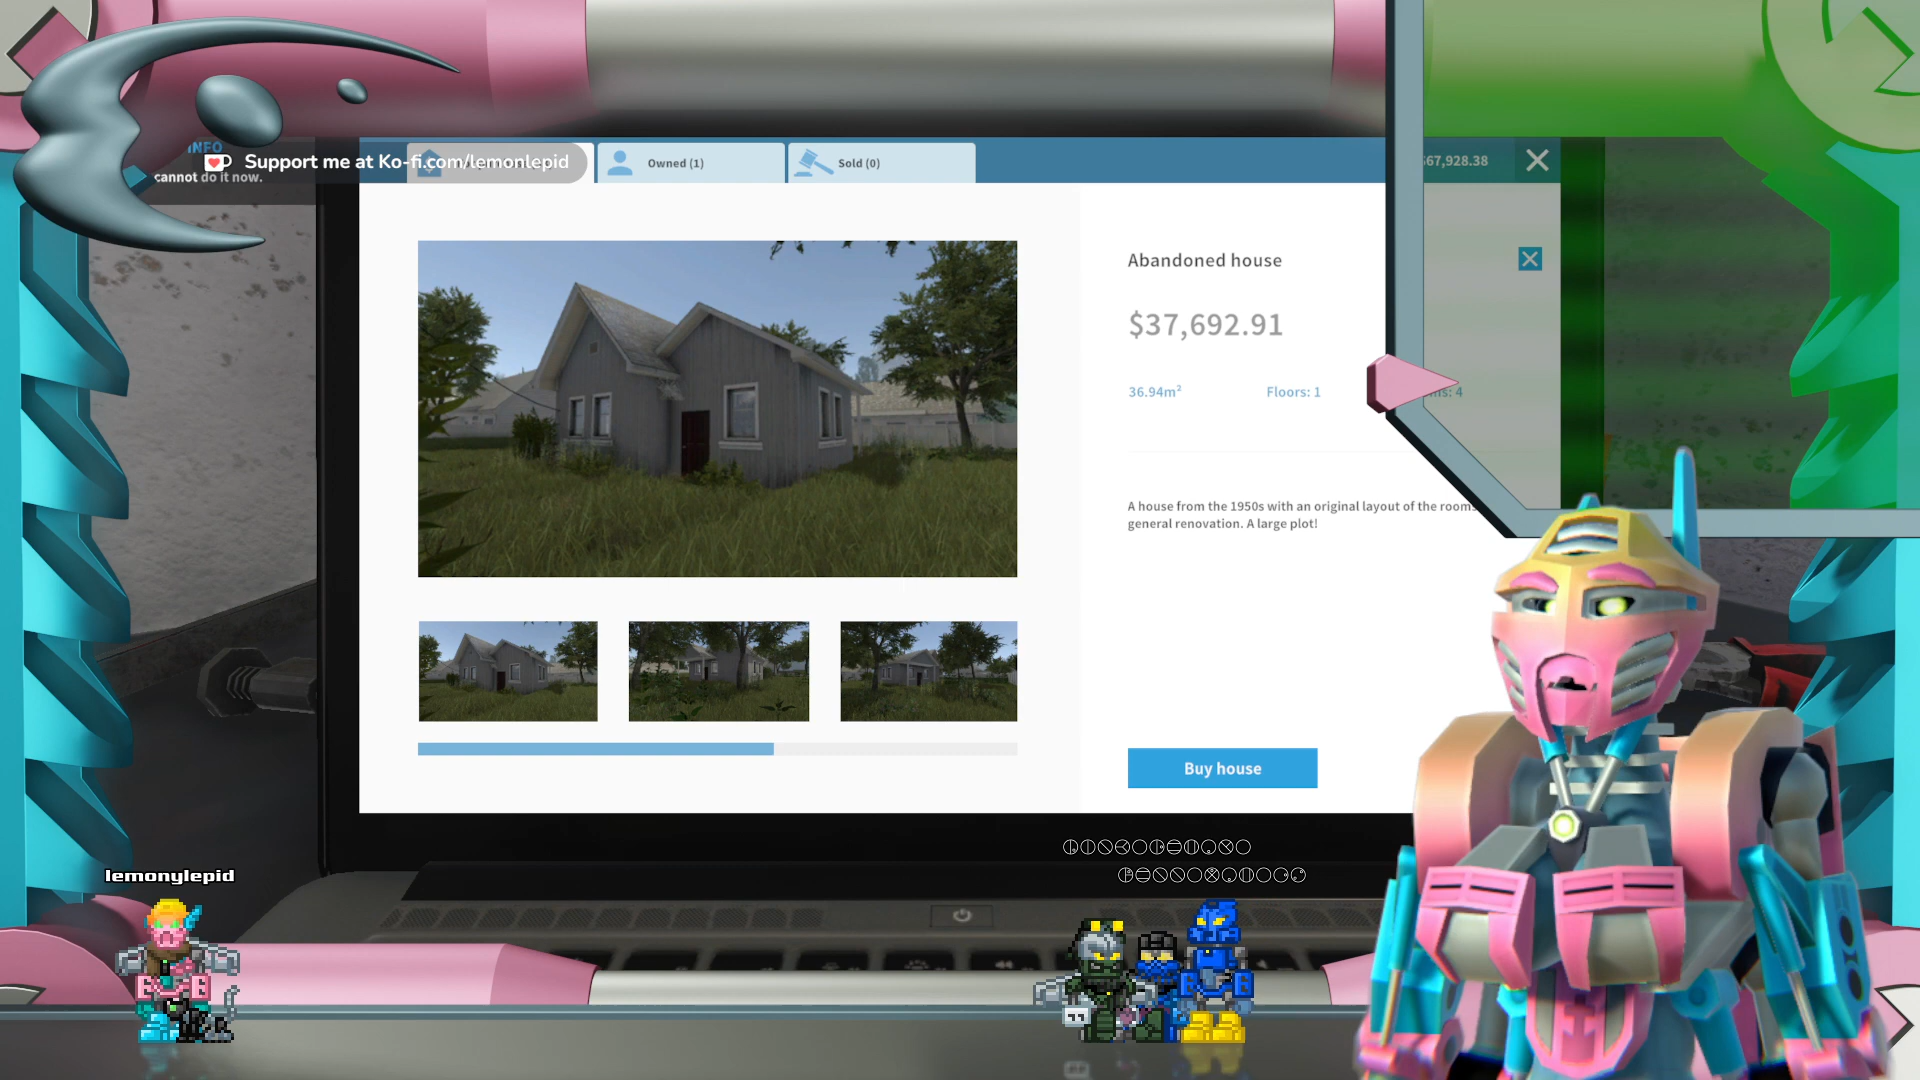 INFO
Support me at Ko-fi.com/lemonlepid
cannot do it now.
Owned (1)
Sold (0)
67,928.38
Abandoned house
$37,692.91
36.94m²
Floors: 1
A house from the 1950s with an original layout of the rooms
general renovation. A large plot!
Buy house
lemonylepid